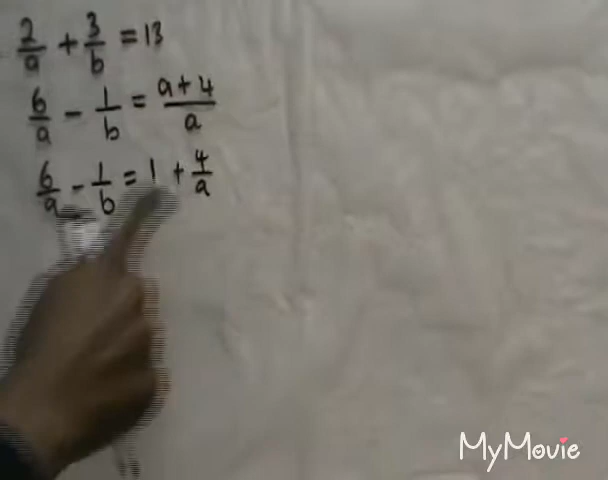 2/a + 3/b = 13
6/a - 1/b = a+4/a
6/a - 1/b = 1 + 4/a
MyMovie